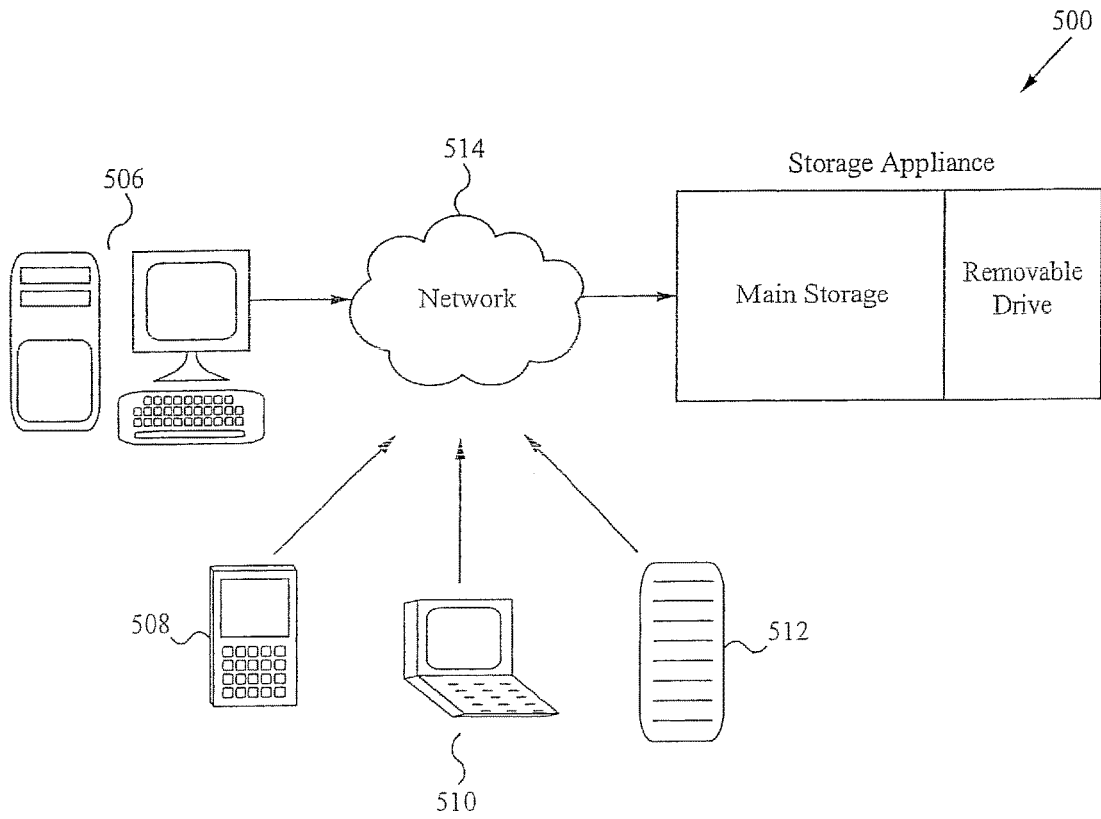 500
514
Storage Appliance
506
Network
Main Storage
Removable
Drive
508
512
510